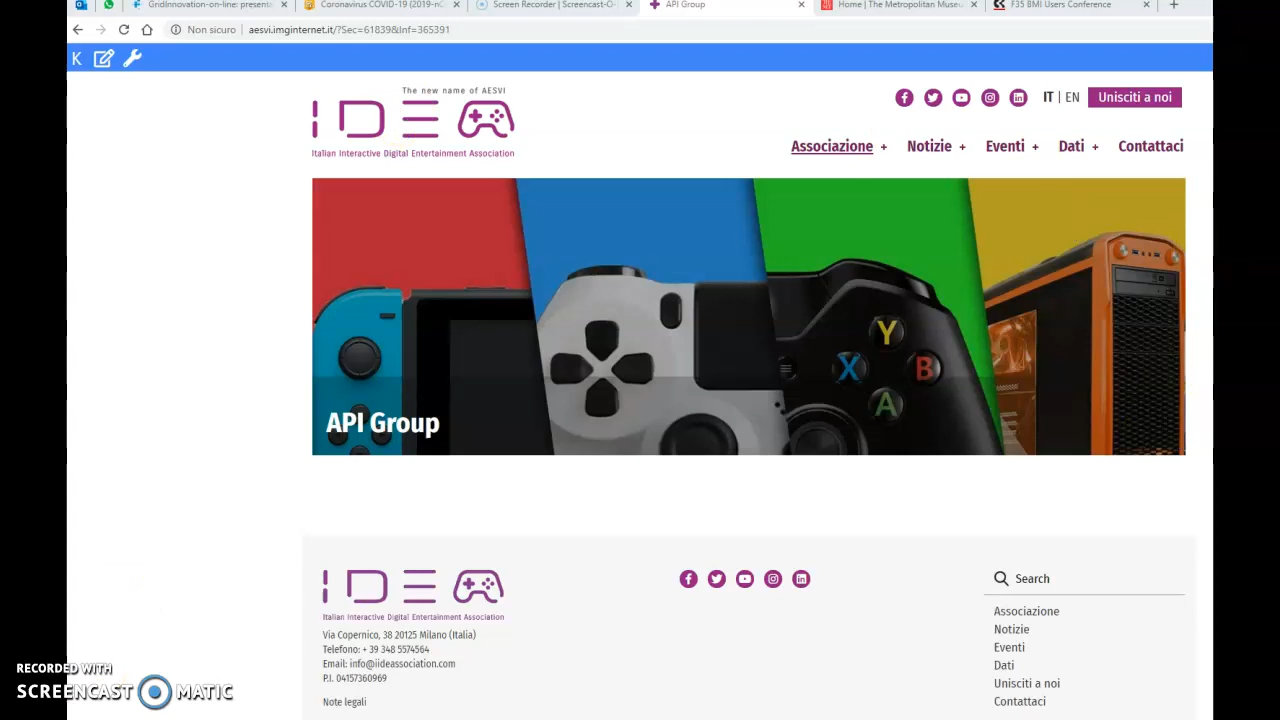 GridInnovation-on-line: present
Coronavirus COVID-19 (2019-nC
Screen Recorder | Screencast-O-
API Group
Home | The Metropolitan Museu
F35 BMI Users Conference
Non sicuro | aesvi.imginternet.it/?Sec=61839&Inf=365391
K
The new name of AESVI
IIDEA
Italian Interactive Digital Entertainment Association
IT | EN
Unisciti a noi
Associazione + Notizie + Eventi + Dati + Contattaci
Y
X B
A
API Group
IIDEA
Italian Interactive Digital Entertainment Association
Via Copernico, 38 20125 Milano (Italia)
Telefono: + 39 348 5574564
Email: info@iideassociation.com
P.I. 04157360969
Note legali
Search
Associazione
Notizie
Eventi
Dati
Unisciti a noi
Contattaci
RECORDED WITH
SCREENCAST MATIC